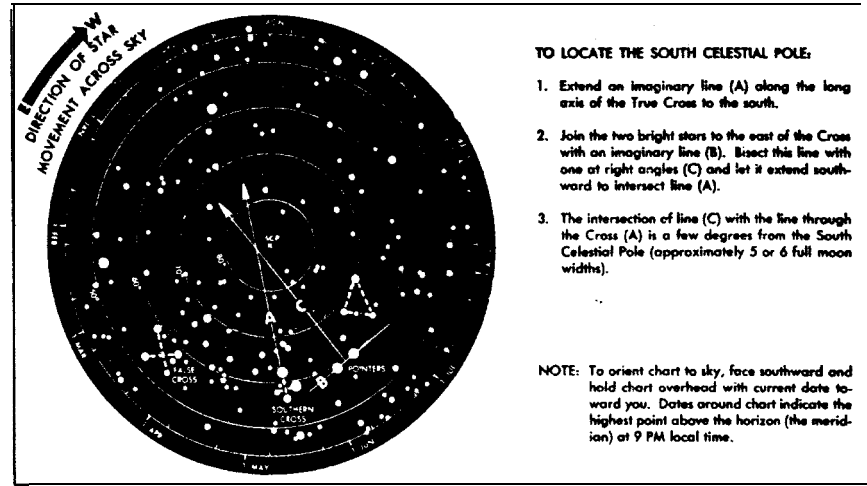 W
DIRECTION OF STAR
MOVEMENT ACROSS SKY
E
TO LOCATE THE SOUTH CELESTIAL POLE:
1. Extend an imaginary line (A) along the long
axis of the True Cross to the south.
2. Join the two bright stars to the east of the Cross
with an imaginary line (B). Bisect this line with
one at right angles (C) and let it extend south-
ward to intersect line (A).
3. The intersection of line (C) with the line through
the Cross (A) is a few degrees from the South
Celestial Pole (approximately 5 or 6 full moon
widths).
SCP
A
C
B
FALSE
CROSS
POINTERS
SOUTHERN
CROSS
MAR
APR
MAY
JUN
NOTE: To orient chart to sky, face southward and
hold chart overhead with current date to-
ward you. Dates around chart indicate the
highest point above the horizon (the merid-
ian) at 9 PM local time.